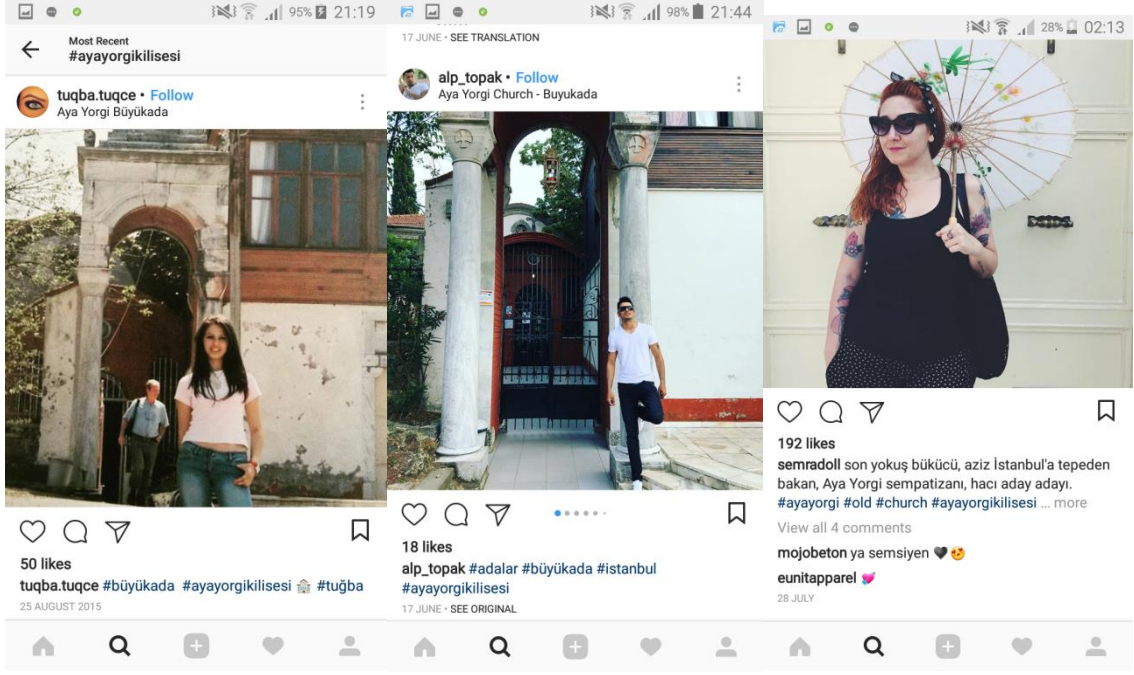 95% 21:19
Most Recent
#ayayorgikilisesi
tuqba.tuqce • Follow
Aya Yorgi Büyükada
50 likes
tuqba.tuqce #büyükada #ayayorgikilisesi #tuğba
25 AUGUST 2015
98% 21:44
17 JUNE • SEE TRANSLATION
alp_topak • Follow
Aya Yorgi Church - Buyukada
18 likes
alp_topak #adalar #büyükada #istanbul
#ayayorgikilisesi
17 JUNE • SEE ORIGINAL
28% 02:13
192 likes
semradoll son yokuş bükücü, aziz İstanbul'a tepeden
bakan, Aya Yorgi sempatizanı, hacı aday adayı.
#ayayorgi #old #church #ayayorgikilisesi ... more
View all 4 comments
mojobeton ya semsiyen 🖤😍
eunitapparel 💘
28 JULY